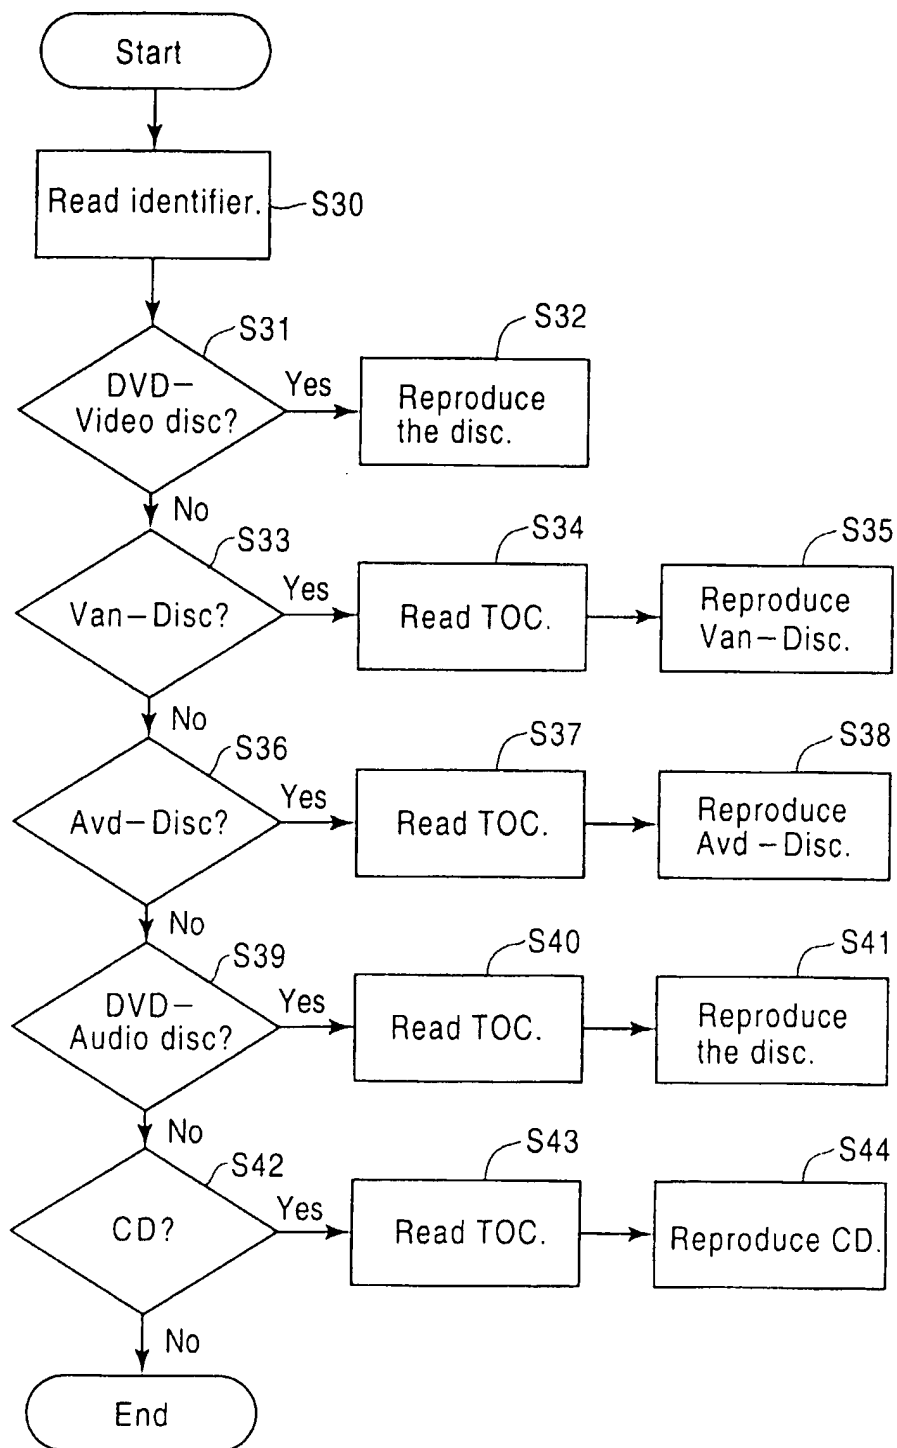 Start
Read identifier.
S30
S31
DVD–
Video disc?
Yes
S32
Reproduce
the disc.
No
S33
Van–Disc?
Yes
S34
Read TOC.
S35
Reproduce
Van–Disc.
No
S36
Avd–Disc?
Yes
S37
Read TOC.
S38
Reproduce
Avd –Disc.
No
S39
DVD–
Audio disc?
Yes
S40
Read TOC.
S41
Reproduce
the disc.
No
S42
CD?
Yes
S43
Read TOC.
S44
Reproduce CD.
No
End